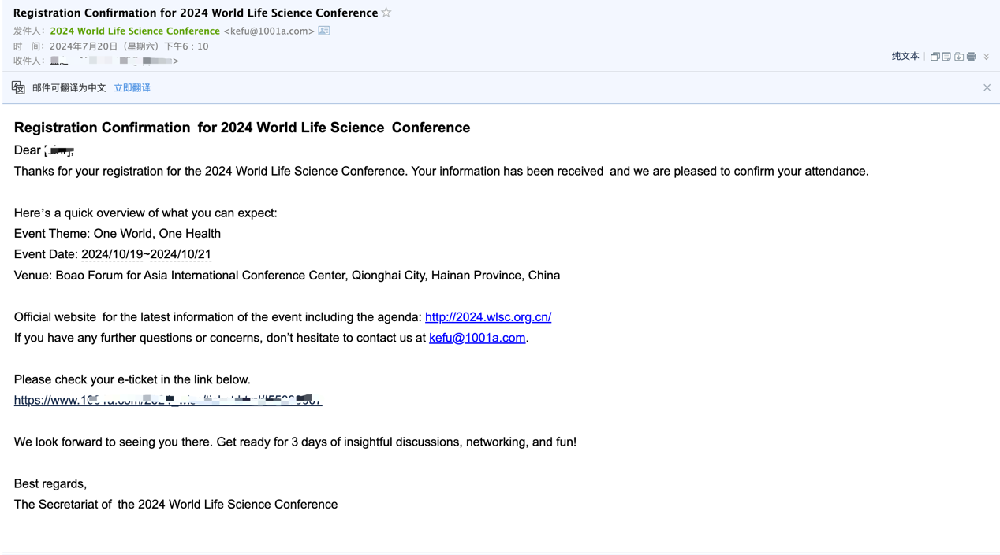 Registration Confirmation for 2024 World Life Science Conference
发件人: 2024 World Life Science Conference <kefu@1001a.com>
时 间: 2024年7月20日（星期六）下午6 : 10
收件人: >
纯文本 |
邮件可翻译为中文 立即翻译
Registration Confirmation for 2024 World Life Science Conference
Dear
Thanks for your registration for the 2024 World Life Science Conference. Your information has been received and we are pleased to confirm your attendance.
Here's a quick overview of what you can expect:
Event Theme: One World, One Health
Event Date: 2024/10/19~2024/10/21
Venue: Boao Forum for Asia International Conference Center, Qionghai City, Hainan Province, China
Official website for the latest information of the event including the agenda: http://2024.wlsc.org.cn/
If you have any further questions or concerns, don't hesitate to contact us at kefu@1001a.com.
Please check your e-ticket in the link below.
https://www.
We look forward to seeing you there. Get ready for 3 days of insightful discussions, networking, and fun!
Best regards,
The Secretariat of the 2024 World Life Science Conference